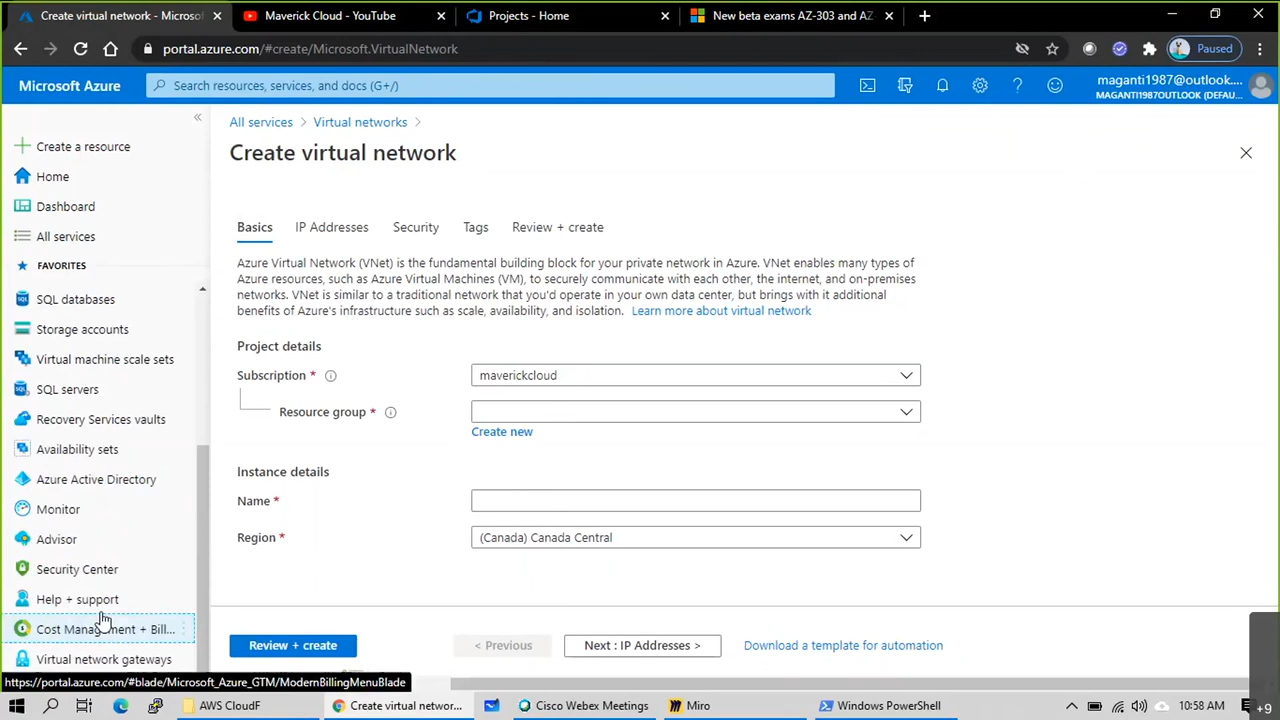 Create virtual network - Microso
Maverick Cloud - YouTube
Projects - Home
New beta exams AZ-303 and AZ
portal.azure.com/#create/Microsoft.VirtualNetwork
Paused
Microsoft Azure
Search resources, services, and docs (G+/)
maganti1987@outlook....
MAGANTI1987OUTLOOK (DEFAU...
Create a resource
Home
Dashboard
All services
FAVORITES
SQL databases
Storage accounts
Virtual machine scale sets
SQL servers
Recovery Services vaults
Availability sets
Azure Active Directory
Monitor
Advisor
Security Center
Help + support
Cost Management + Bill...
Virtual network gateways
All services > Virtual networks >
Create virtual network
Basics IP Addresses Security Tags Review + create
Azure Virtual Network (VNet) is the fundamental building block for your private network in Azure. VNet enables many types of
Azure resources, such as Azure Virtual Machines (VM), to securely communicate with each other, the internet, and on-premises
networks. VNet is similar to a traditional network that you'd operate in your own data center, but brings with it additional
benefits of Azure's infrastructure such as scale, availability, and isolation. Learn more about virtual network
Project details
Subscription * maverickcloud
Resource group *
Create new
Instance details
Name *
Region * (Canada) Canada Central
Review + create < Previous Next : IP Addresses > Download a template for automation
https://portal.azure.com/#blade/Microsoft_Azure_GTM/ModernBillingMenuBlade
AWS CloudF
Create virtual networ...
Cisco Webex Meetings
Miro
Windows PowerShell
10:58 AM
+9